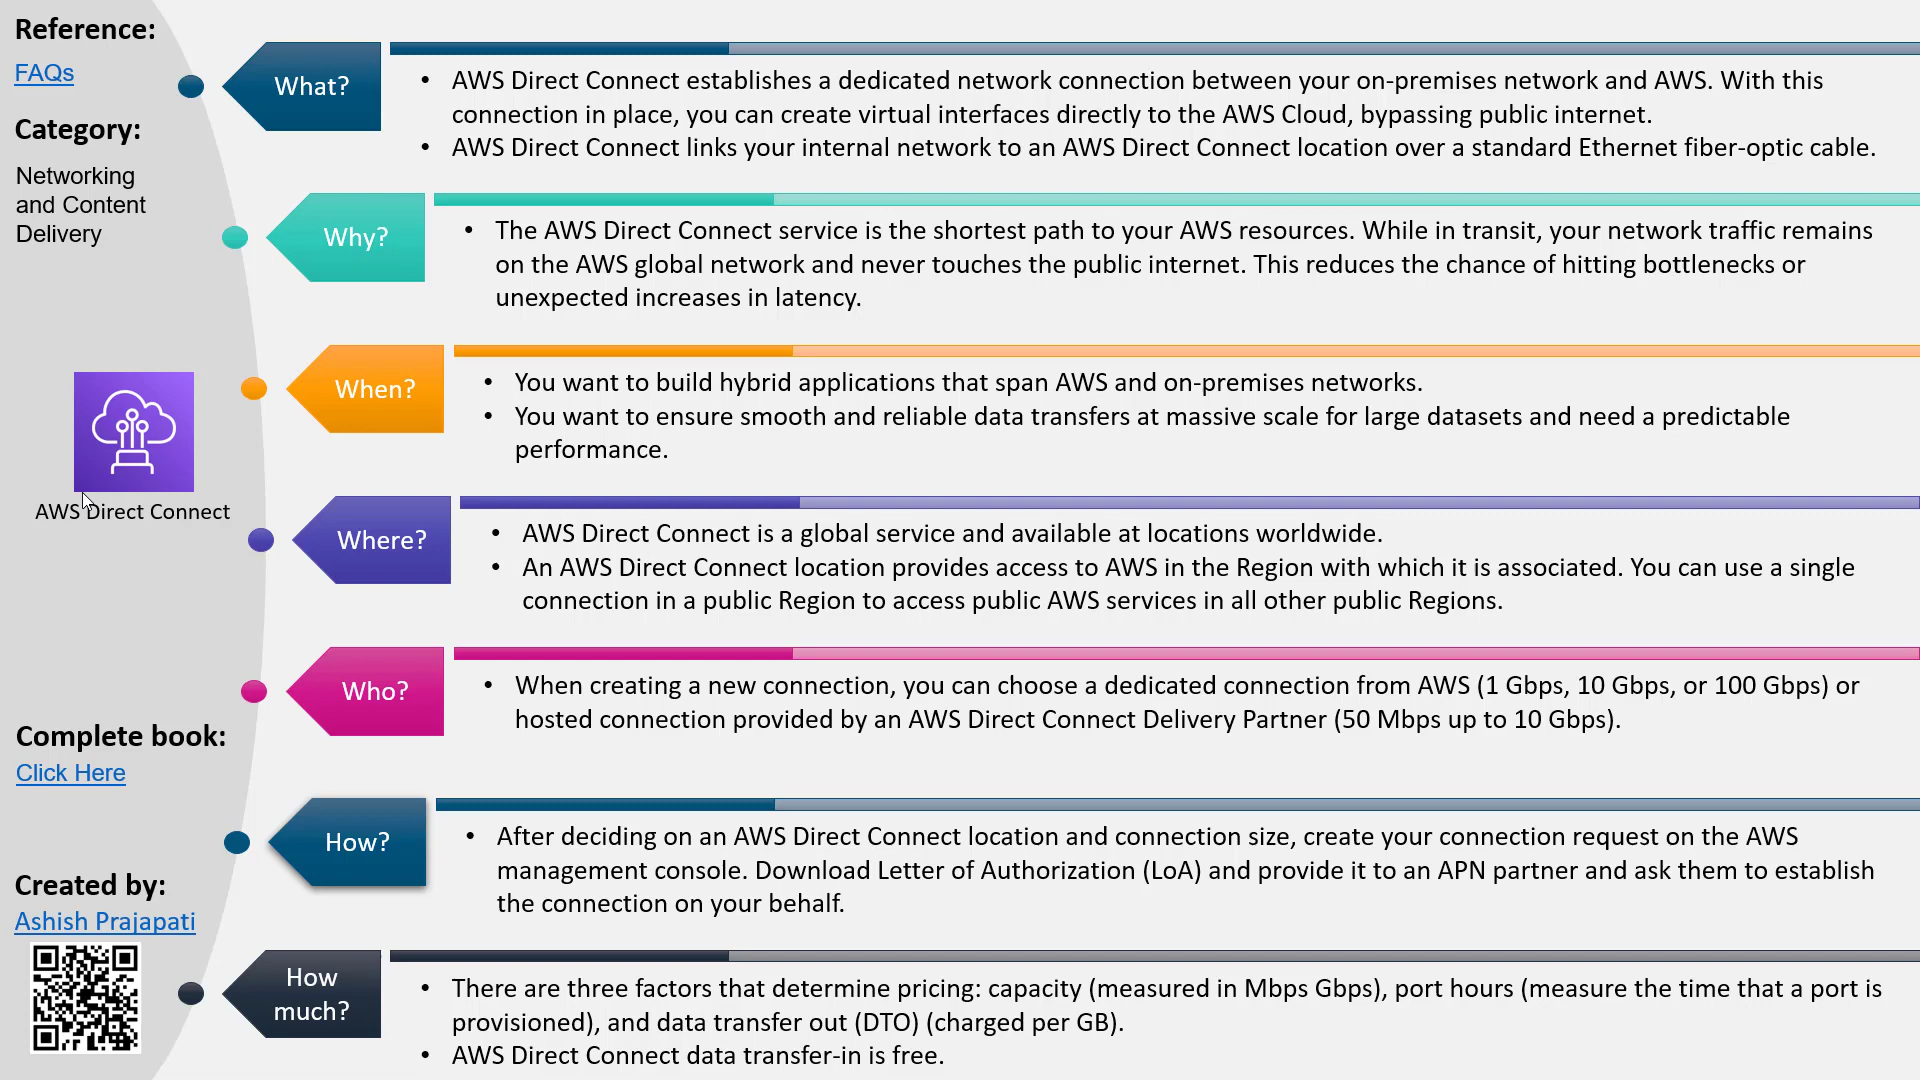 Reference:
FAQs
Category:
Networking
and Content
Delivery
AWS Direct Connect
Complete book:
Click Here
Created by:
Ashish Prajapati
What?
• AWS Direct Connect establishes a dedicated network connection between your on-premises network and AWS. With this
connection in place, you can create virtual interfaces directly to the AWS Cloud, bypassing public internet.
• AWS Direct Connect links your internal network to an AWS Direct Connect location over a standard Ethernet fiber-optic cable.
Why?
• The AWS Direct Connect service is the shortest path to your AWS resources. While in transit, your network traffic remains
on the AWS global network and never touches the public internet. This reduces the chance of hitting bottlenecks or
unexpected increases in latency.
When?
• You want to build hybrid applications that span AWS and on-premises networks.
• You want to ensure smooth and reliable data transfers at massive scale for large datasets and need a predictable
performance.
Where?
• AWS Direct Connect is a global service and available at locations worldwide.
• An AWS Direct Connect location provides access to AWS in the Region with which it is associated. You can use a single
connection in a public Region to access public AWS services in all other public Regions.
Who?
• When creating a new connection, you can choose a dedicated connection from AWS (1 Gbps, 10 Gbps, or 100 Gbps) or
hosted connection provided by an AWS Direct Connect Delivery Partner (50 Mbps up to 10 Gbps).
How?
• After deciding on an AWS Direct Connect location and connection size, create your connection request on the AWS
management console. Download Letter of Authorization (LoA) and provide it to an APN partner and ask them to establish
the connection on your behalf.
How
much?
• There are three factors that determine pricing: capacity (measured in Mbps Gbps), port hours (measure the time that a port is
provisioned), and data transfer out (DTO) (charged per GB).
• AWS Direct Connect data transfer-in is free.